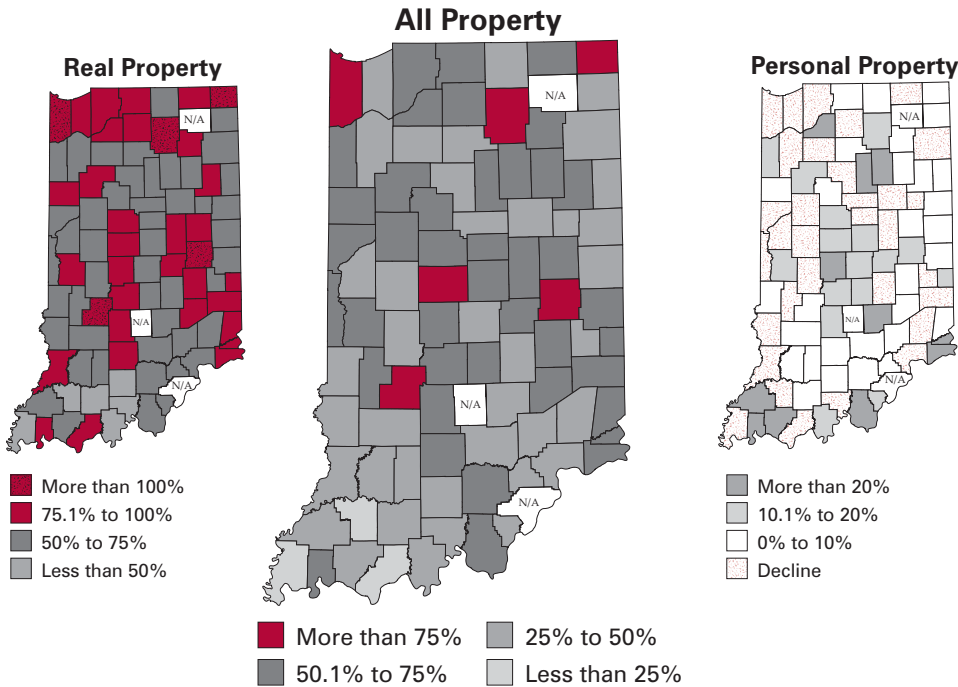 All Property
Real Property
Personal Property
N/A
N/A
N/A
N/A
N/A
N/A
N/A
N/A
N/A
More than 100%
75.1% to 100%
50% to 75%
Less than 50%
More than 75%
50.1% to 75%
25% to 50%
Less than 25%
More than 20%
10.1% to 20%
0% to 10%
Decline